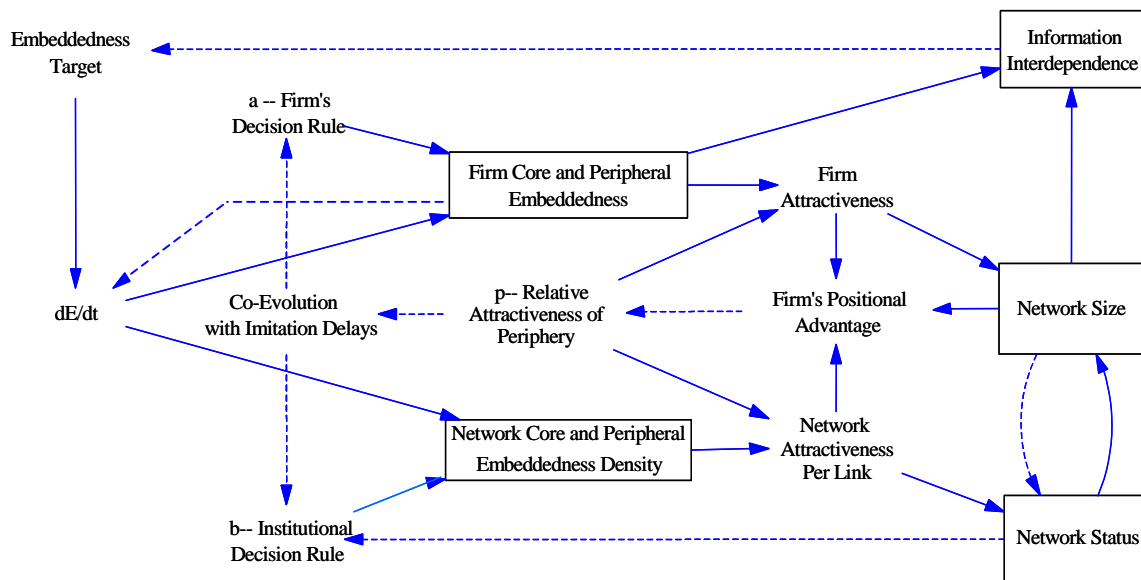 Embeddedness
Target
Information
Interdependence
a -- Firm's
Decision Rule
Firm Core and Peripheral
Embeddedness
Firm
Attractiveness
dE/dt
Co-Evolution
with Imitation Delays
p-- Relative
Attractiveness of
Periphery
Firm's Positional
Advantage
Network Size
Network Core and Peripheral
Embeddedness Density
Network
Attractiveness
Per Link
b-- Institutional
Decision Rule
Network Status